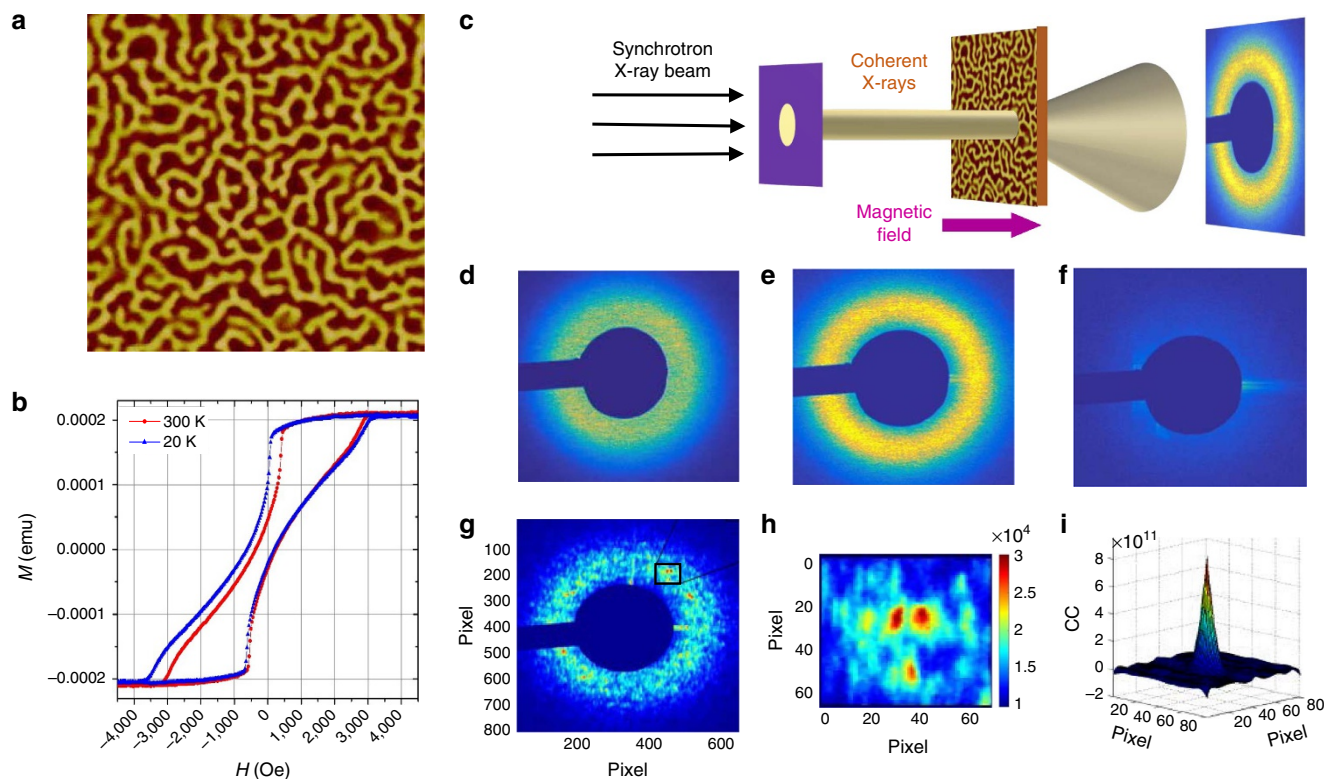 a
b
M (emu)
0.0002
0.0001
0.0000
−0.0001
−0.0002
300 K
20 K
−4,000
−3,000
−2,000
−1,000
0
1,000
2,000
3,000
4,000
H (Oe)
c
Synchrotron
X-ray beam
Coherent
X-rays
Magnetic
field
d
e
f
g
Pixel
100
200
300
400
500
600
700
800
200
400
600
Pixel
h
Pixel
0
20
40
60
0
20
40
60
Pixel
×10⁴
3
2.5
2
1.5
1
i
×10¹¹
CC
8
6
4
2
0
−2
20
40
60
80
Pixel
20
40
60
80
Pixel